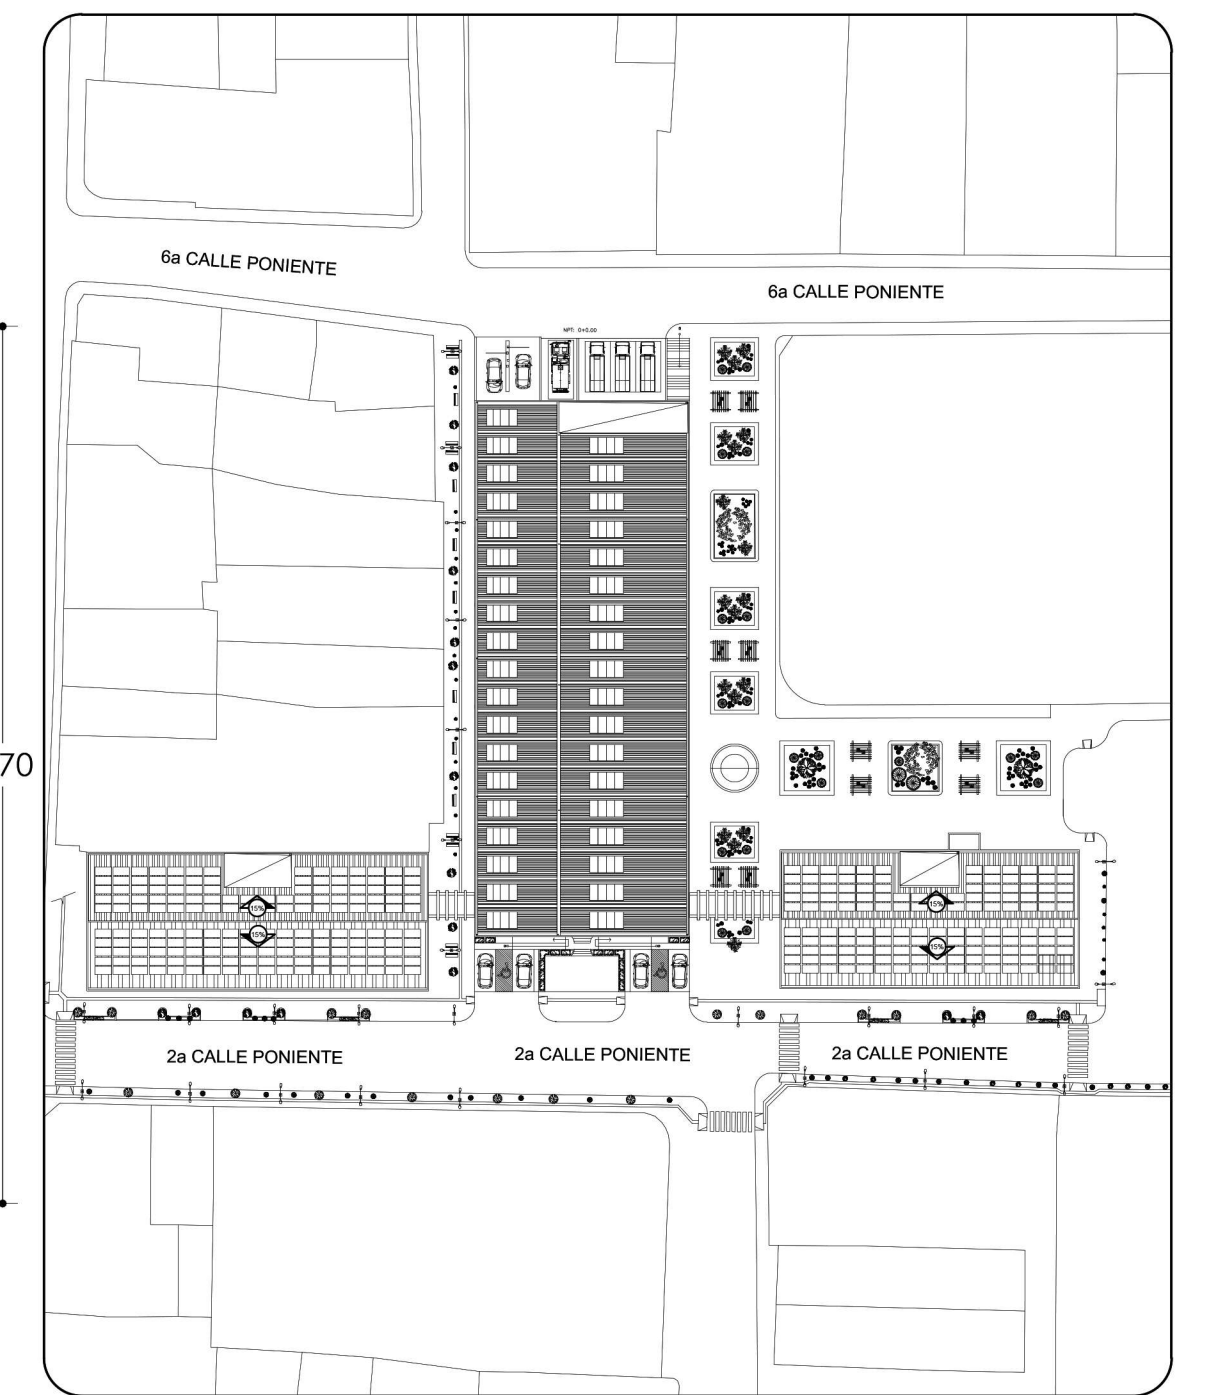 6a CALLE PONIENTE
6a CALLE PONIENTE
NPT: 0+0.00
70
15%
15%
15%
15%
2a CALLE PONIENTE
2a CALLE PONIENTE
2a CALLE PONIENTE